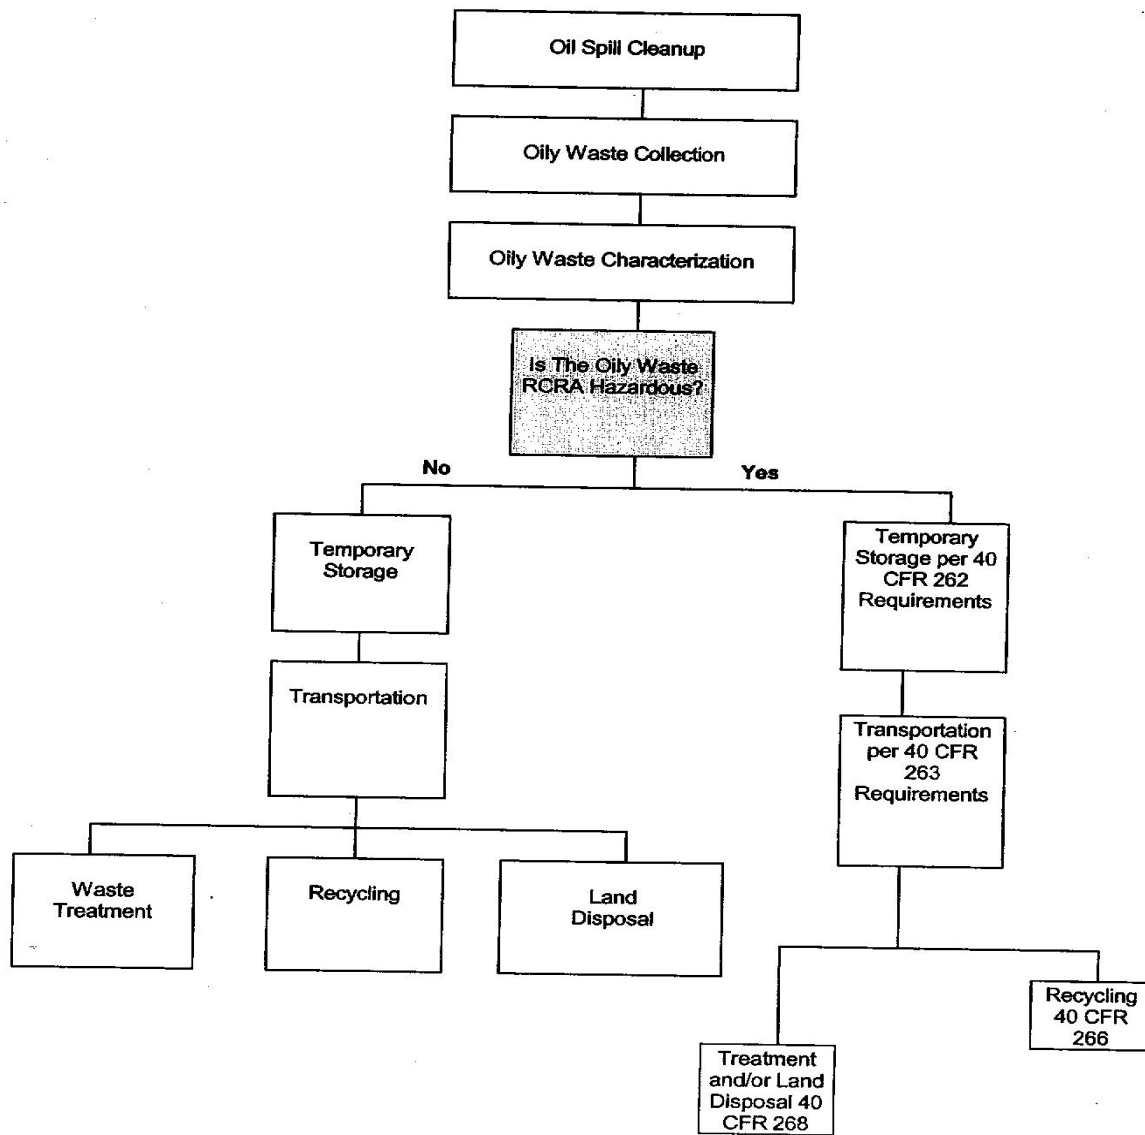 Oil Spill Cleanup
Oily Waste Collection
Oily Waste Characterization
Is The Oily Waste
RCRA Hazardous?
No
Yes
Temporary
Storage
Temporary
Storage per 40
CFR 262
Requirements
Transportation
Transportation
per 40 CFR
263
Requirements
Waste
Treatment
Recycling
Land
Disposal
Treatment
and/or Land
Disposal 40
CFR 268
Recycling
40 CFR
266